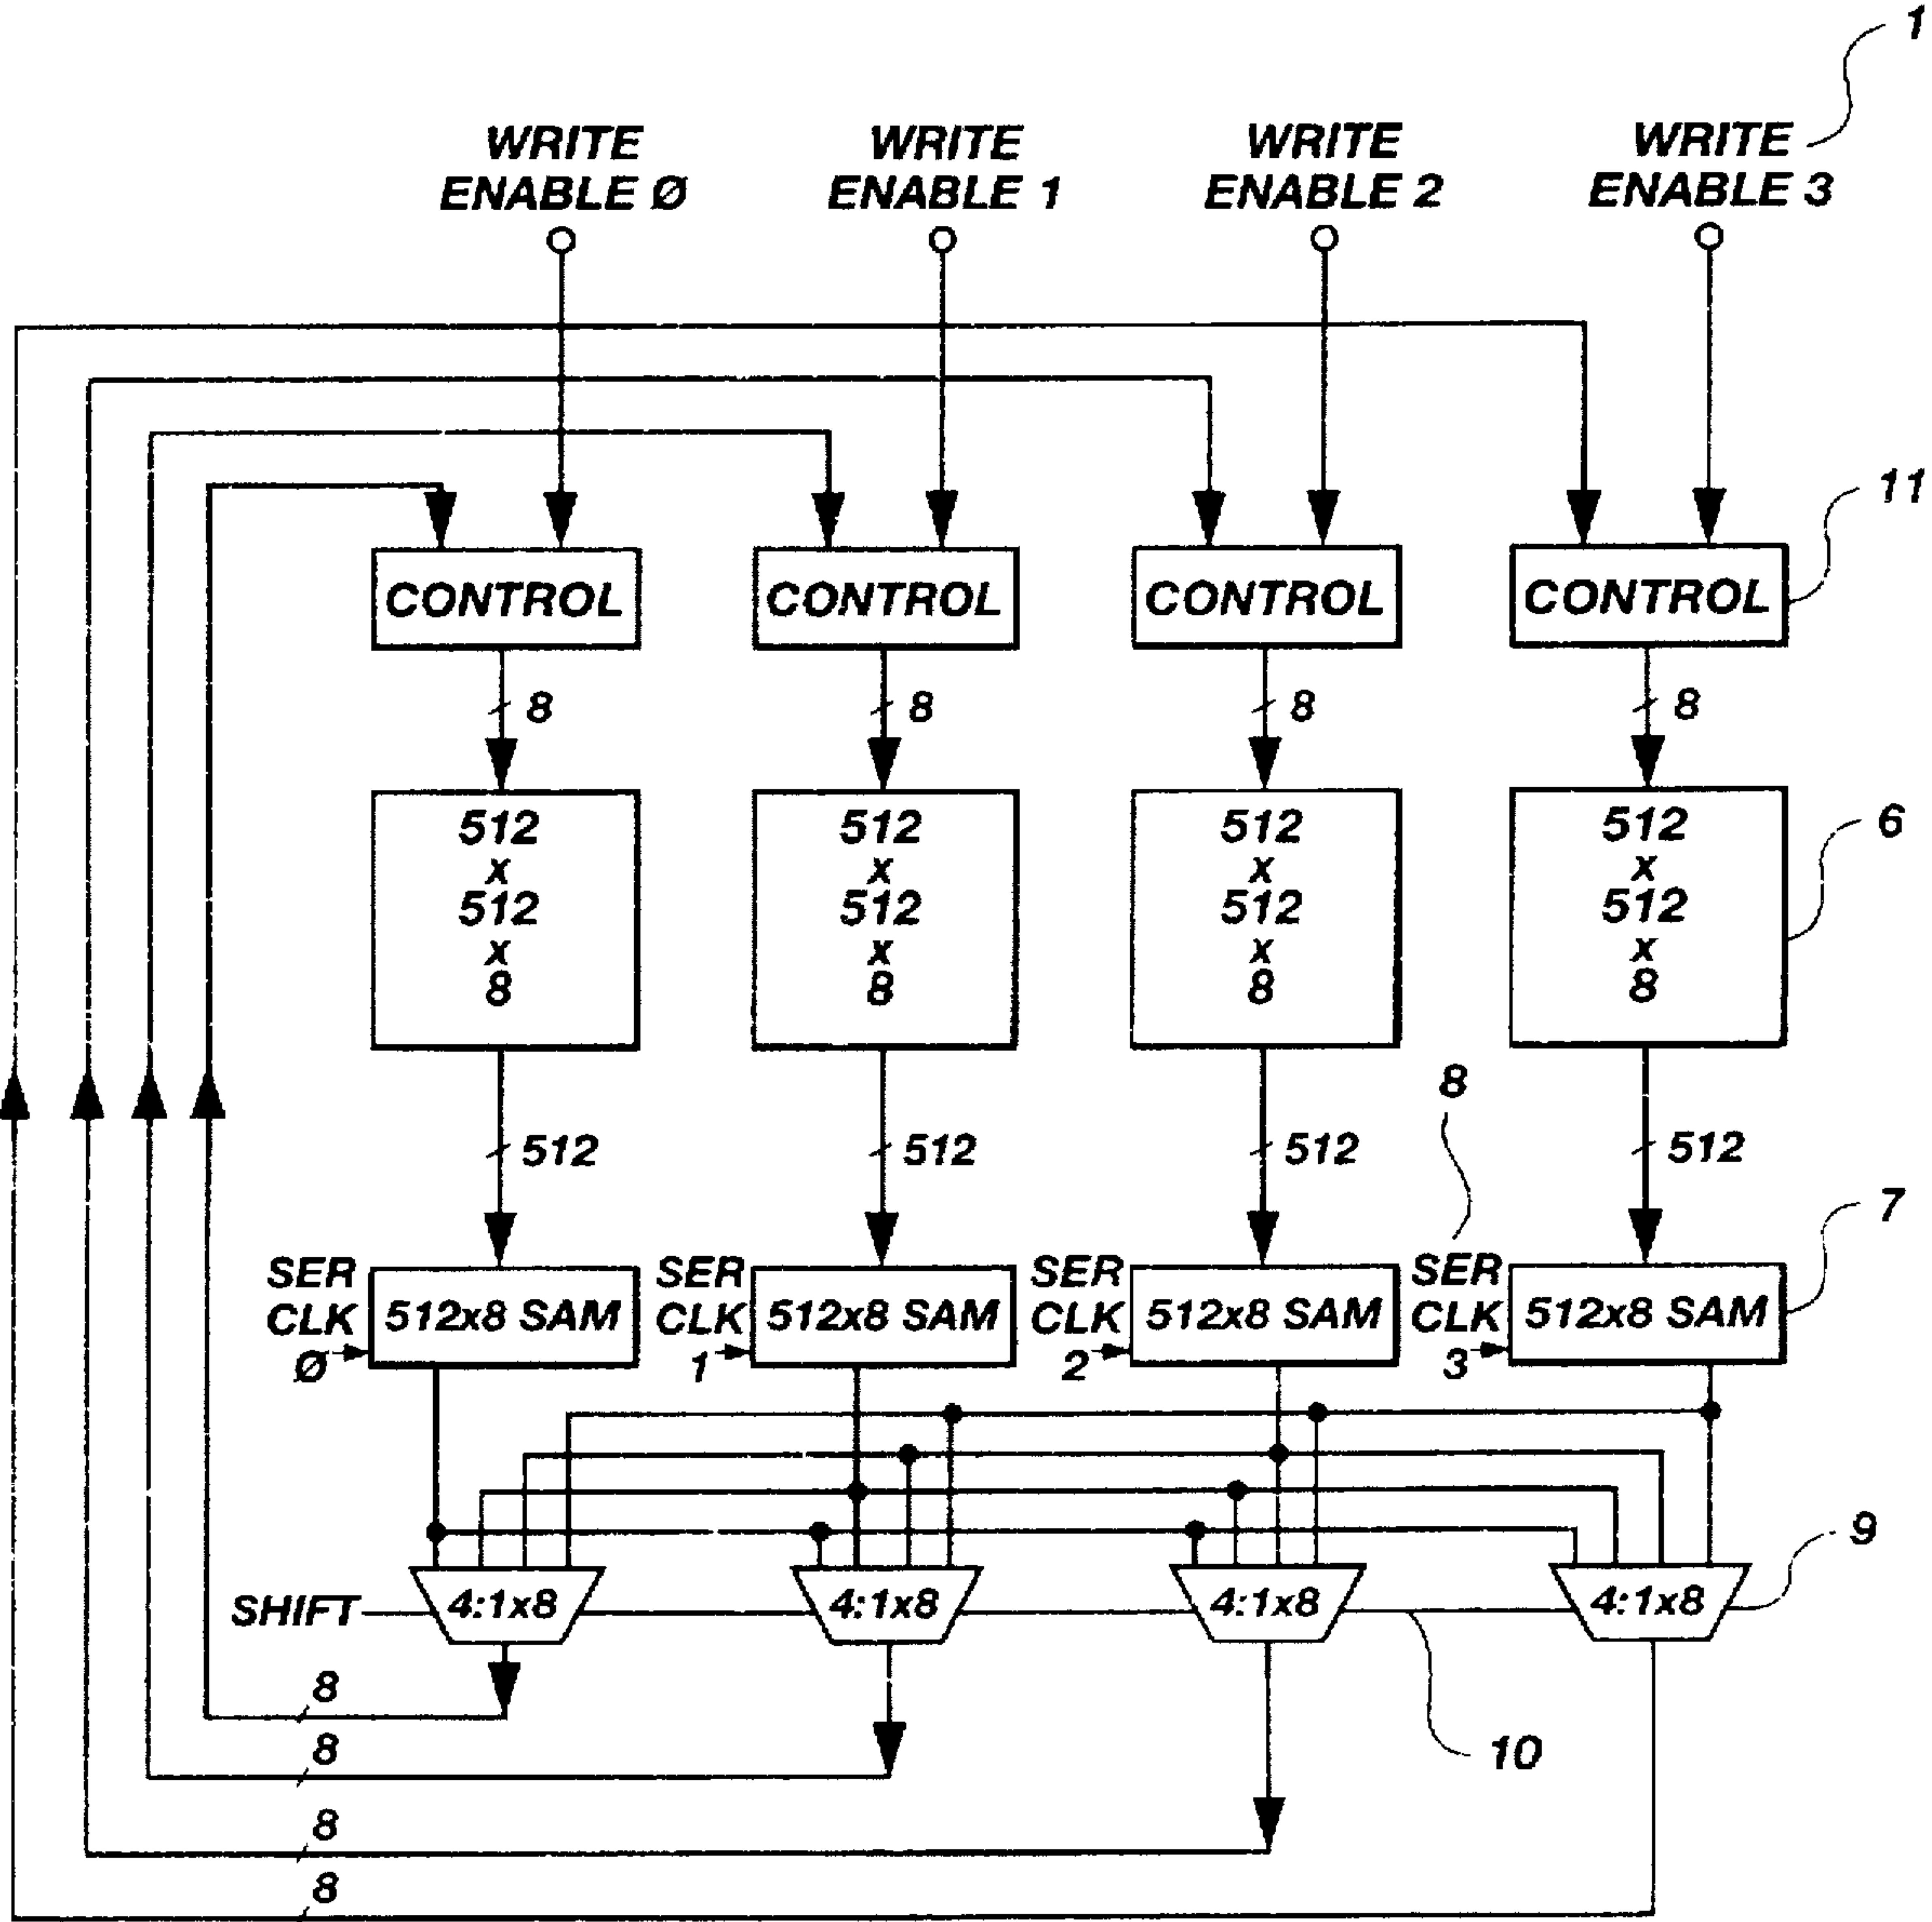 1
WRITE ENABLE Ø
WRITE ENABLE 1
WRITE ENABLE 2
WRITE ENABLE 3
11
CONTROL
CONTROL
CONTROL
CONTROL
8
8
8
8
512
x
512
x
8
512
x
512
x
8
512
x
512
x
8
512
x
512
x
8
6
8
512
512
512
512
7
SER
CLK
Ø
512x8 SAM
SER
CLK
1
512x8 SAM
SER
CLK
2
512x8 SAM
SER
CLK
3
512x8 SAM
9
SHIFT
4:1x8
4:1x8
4:1x8
4:1x8
10
8
8
8
8